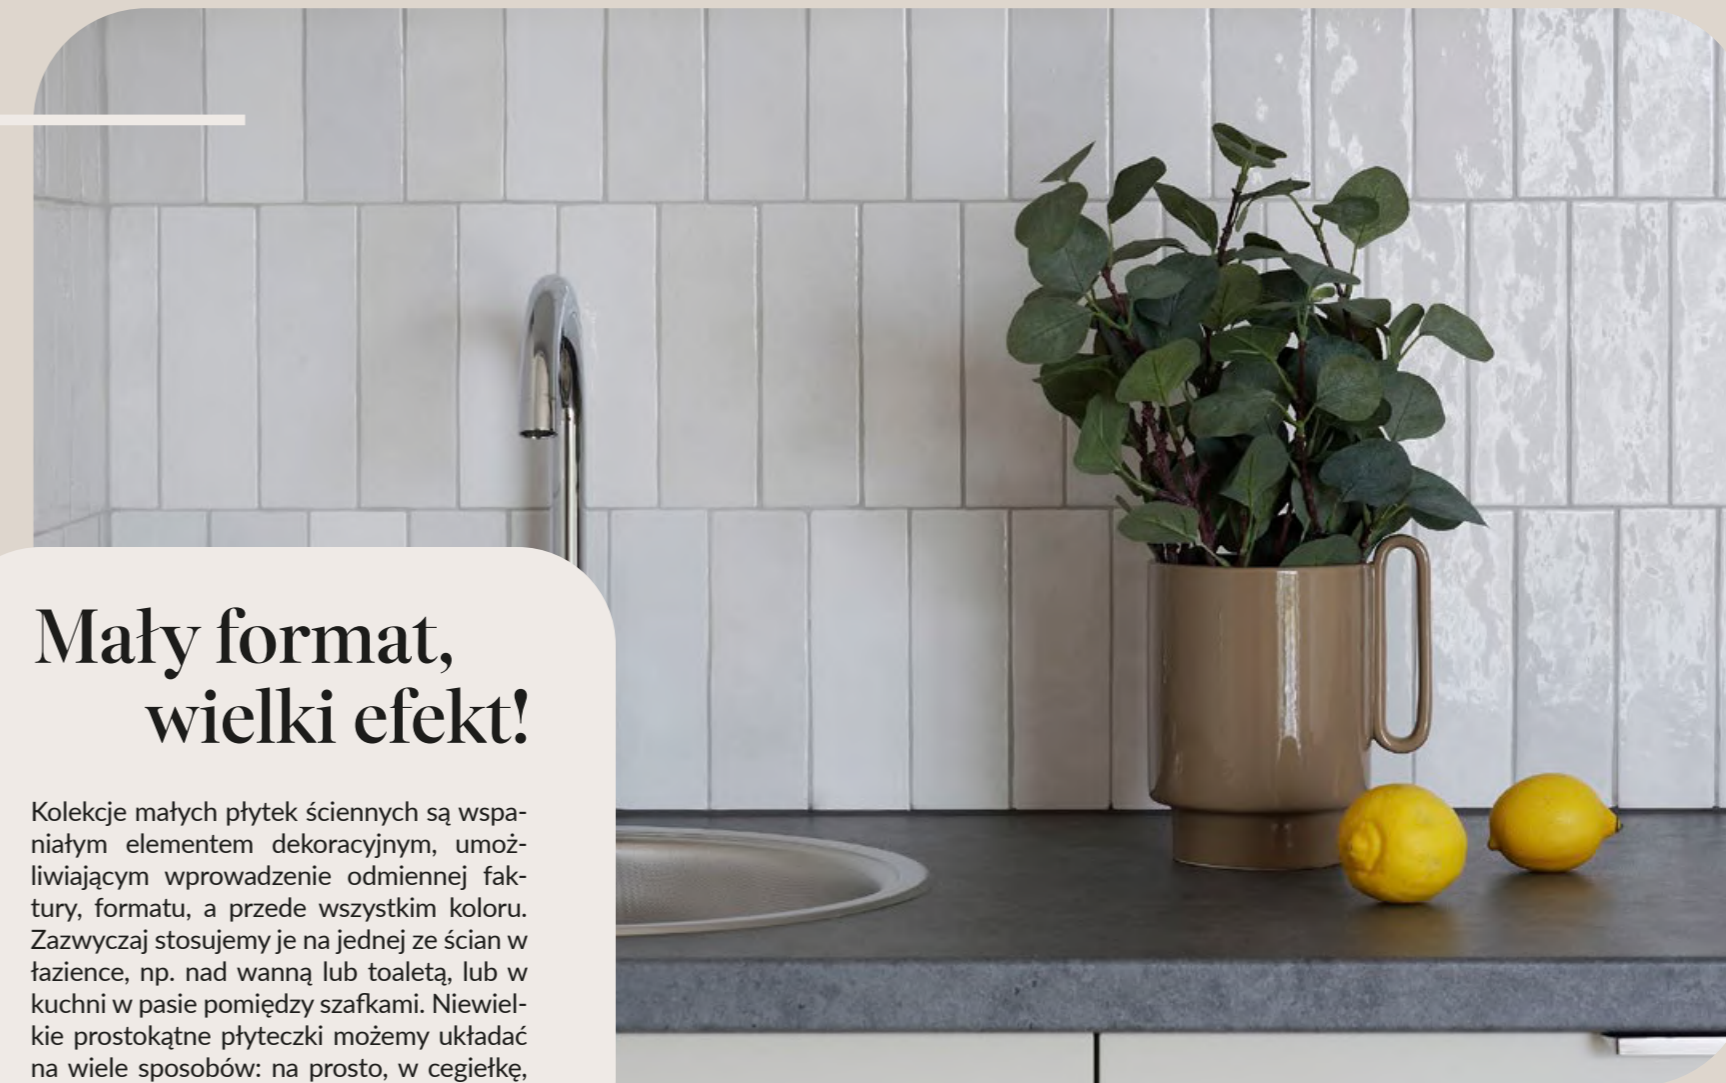 Mały format,
wielki efekt!
Kolekcje małych płytek ściennych są wspa-
niałym elementem dekoracyjnym, umoż-
liwiającym wprowadzenie odmiennej fak-
tury, formatu, a przede wszystkim koloru.
Zazwyczaj stosujemy je na jednej ze ścian w
łazience, np. nad wanną lub toaletą, lub w
kuchni w pasie pomiędzy szafkami. Niewiel-
kie prostokątne płyteczki możemy układać
na wiele sposobów: na prosto, w cegiełkę,